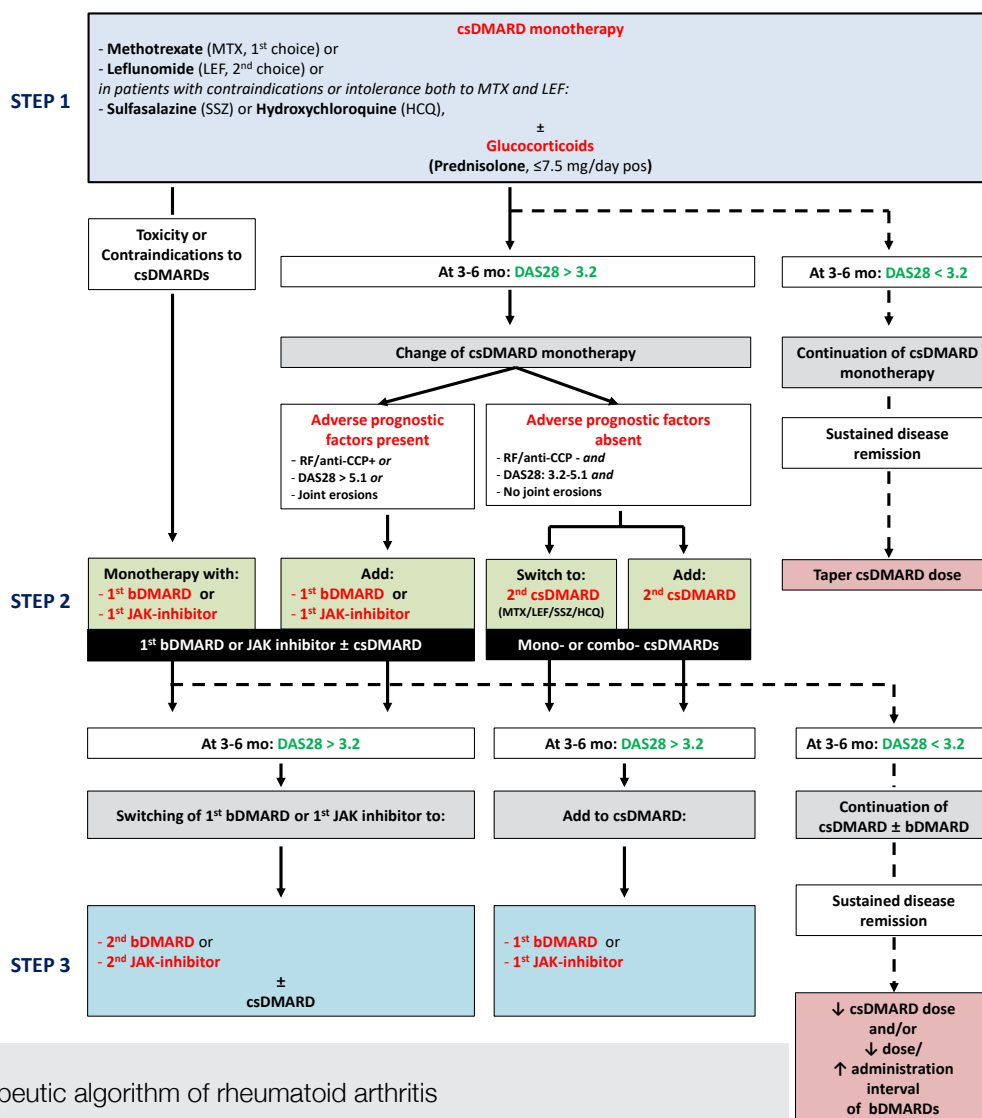 csDMARD monotherapy
- Methotrexate (MTX, 1st choice) or
- Leflunomide (LEF, 2nd choice) or
in patients with contraindications or intolerance both to MTX and LEF:
- Sulfasalazine (SSZ) or Hydroxychloroquine (HCQ),
±
Glucocorticoids
(Prednisolone, ≤7.5 mg/day pos)
STEP 1
Toxicity or
Contraindications to
csDMARDs
At 3-6 mo: DAS28 > 3.2
At 3-6 mo: DAS28 < 3.2
Change of csDMARD monotherapy
Continuation of csDMARD
monotherapy
Adverse prognostic
factors present
- RF/anti-CCP+ or
- DAS28 > 5.1 or
- Joint erosions
Adverse prognostic factors
absent
- RF/anti-CCP - and
- DAS28: 3.2-5.1 and
- No joint erosions
Sustained disease
remission
STEP 2
Monotherapy with:
- 1st bDMARD or
- 1st JAK-inhibitor
Add:
- 1st bDMARD or
- 1st JAK-inhibitor
Switch to:
2nd csDMARD
(MTX/LEF/SSZ/HCQ)
Add:
2nd csDMARD
Taper csDMARD dose
1st bDMARD or JAK inhibitor ± csDMARD
Mono- or combo- csDMARDs
At 3-6 mo: DAS28 > 3.2
At 3-6 mo: DAS28 > 3.2
At 3-6 mo: DAS28 < 3.2
Switching of 1st bDMARD or 1st JAK inhibitor to:
Add to csDMARD:
Continuation of
csDMARD ± bDMARD
Sustained disease
remission
STEP 3
- 2nd bDMARD or
- 2nd JAK-inhibitor
±
csDMARD
- 1st bDMARD or
- 1st JAK-inhibitor
↓ csDMARD dose
and/or
↓ dose/
↑ administration
interval
of bDMARDs
peutic algorithm of rheumatoid arthritis